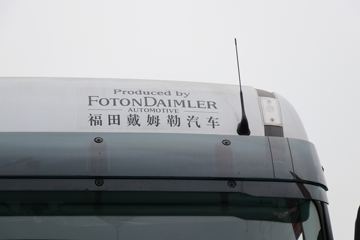 Produced by
FOTONDAIMLER
AUTOMOTIVE
福田戴姆勒汽车